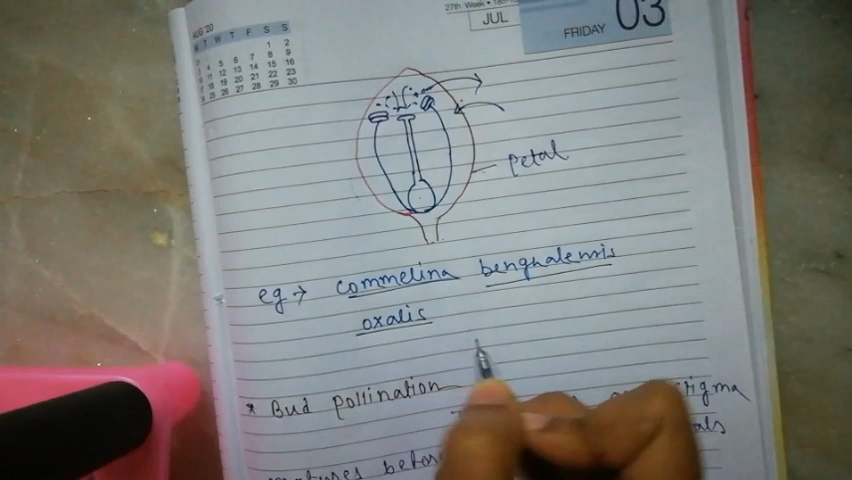 AUG '20
M T W T F S S
1 2
3 4 5 6 7 8 9
10 11 12 13 14 15 16
17 18 19 20 21 22 23
24 25 26 27 28 29 30
27th Week
JUL
FRIDAY
03
Petal
eg → Commelina benghalensis
oxalis
* Bud pollination stigma